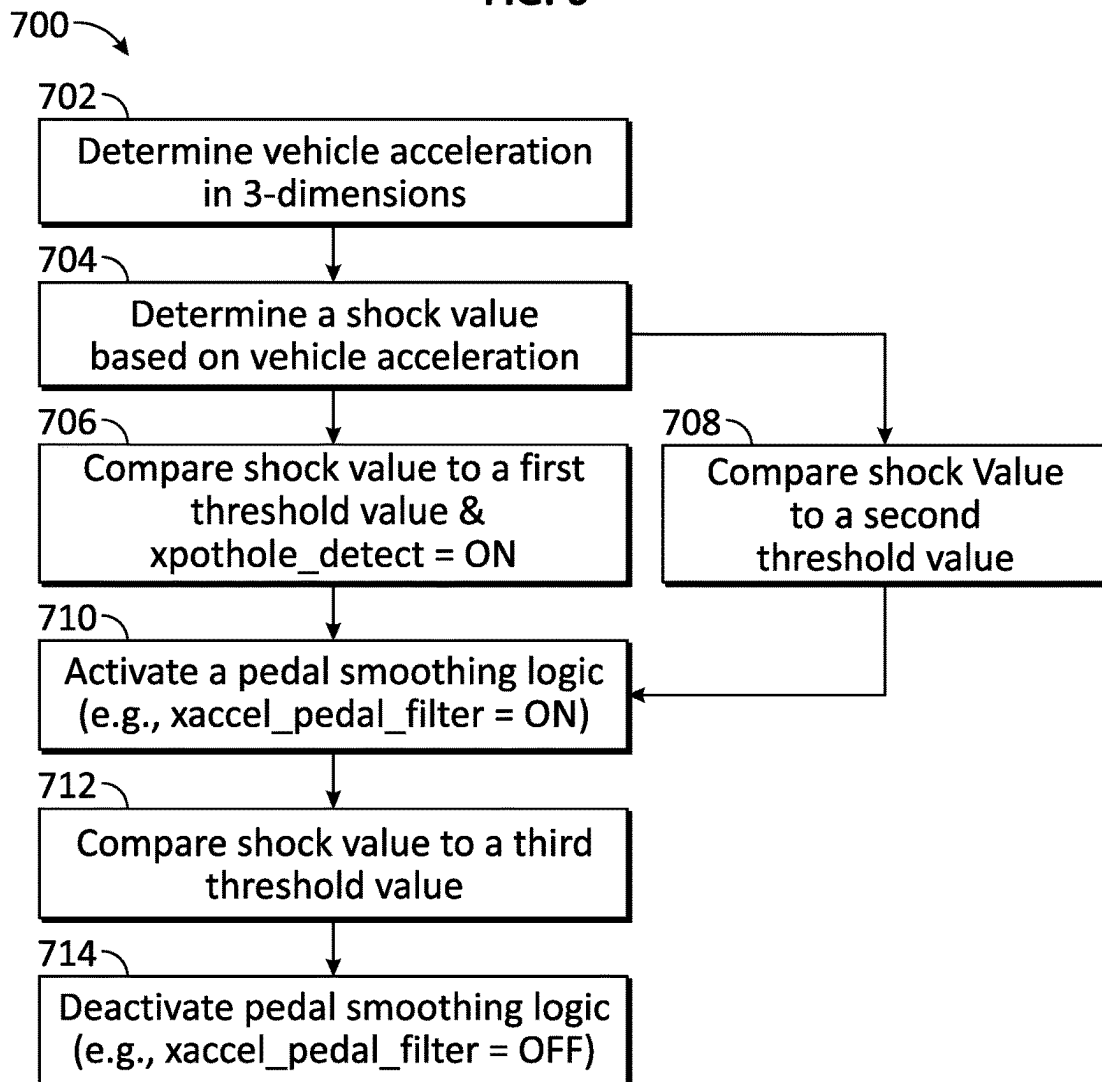 700
702
Determine vehicle acceleration
in 3-dimensions
704
Determine a shock value
based on vehicle acceleration
706
Compare shock value to a first
threshold value &
xpothole_detect = ON
708
Compare shock Value
to a second
threshold value
710
Activate a pedal smoothing logic
(e.g., xaccel_pedal_filter = ON)
712
Compare shock value to a third
threshold value
714
Deactivate pedal smoothing logic
(e.g., xaccel_pedal_filter = OFF)